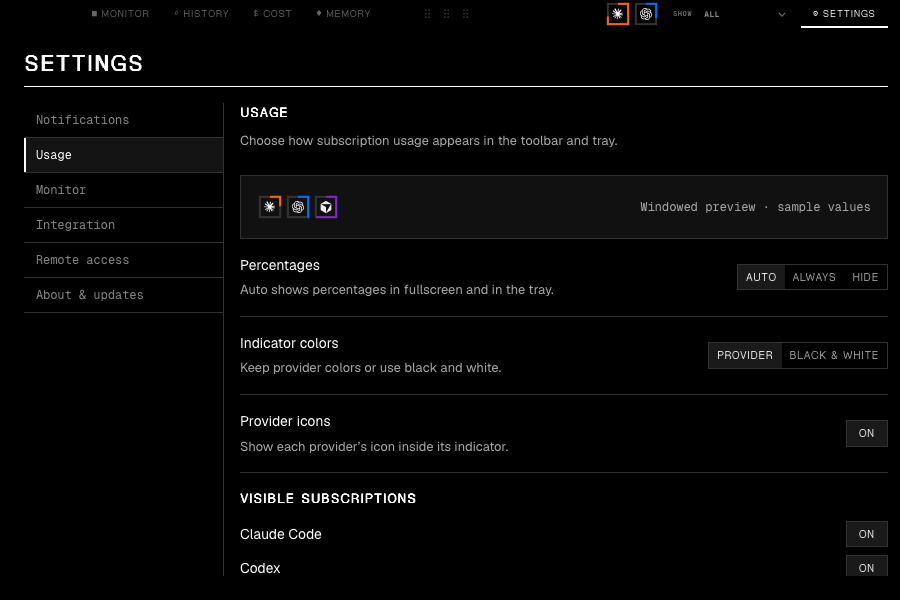 MONITOR HISTORY COST MEMORY SHOW ALL SETTINGS
SETTINGS
Notifications
Usage
Monitor
Integration
Remote access
About & updates
USAGE
Choose how subscription usage appears in the toolbar and tray.
Windowed preview · sample values
Percentages
Auto shows percentages in fullscreen and in the tray.
AUTO ALWAYS HIDE
Indicator colors
Keep provider colors or use black and white.
PROVIDER BLACK & WHITE
Provider icons
Show each provider's icon inside its indicator.
ON
VISIBLE SUBSCRIPTIONS
Claude Code
ON
Codex
ON